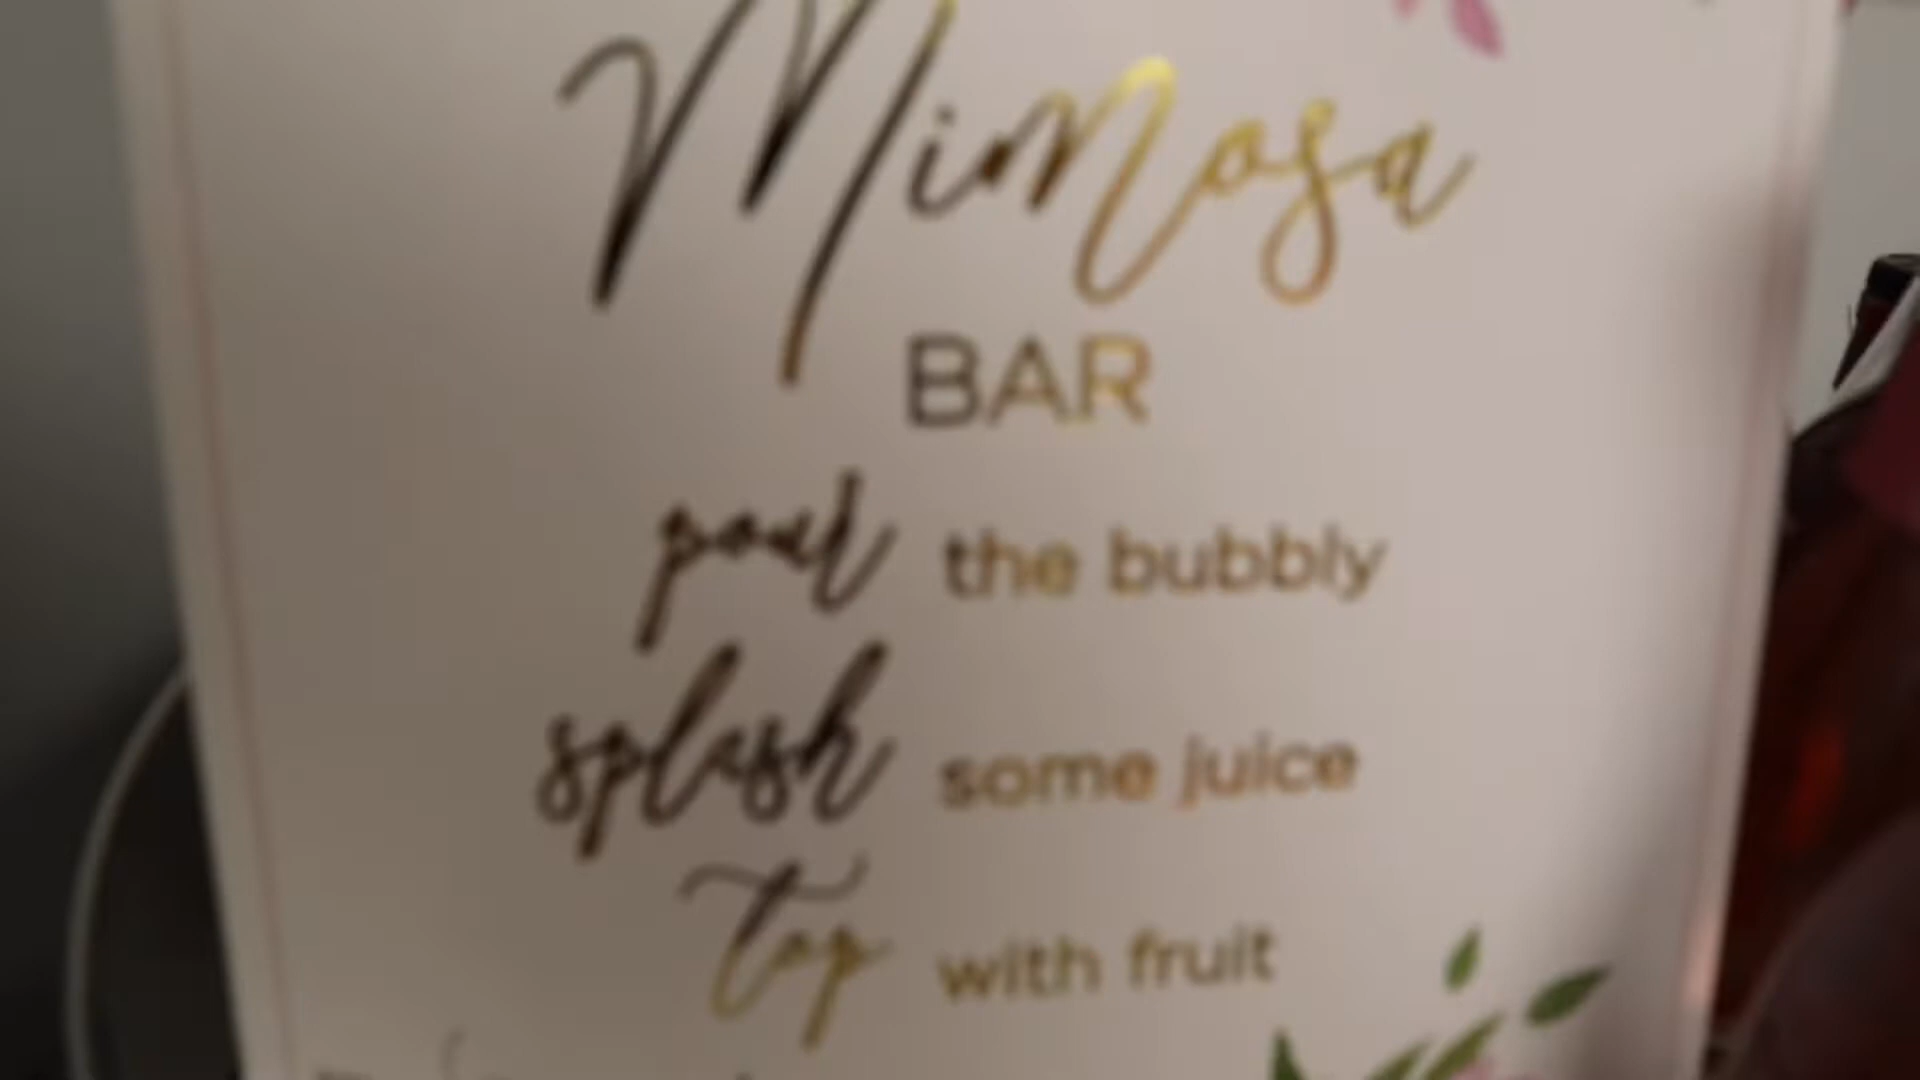 Mimosa
BAR
pour the bubbly
splash some juice
top with fruit